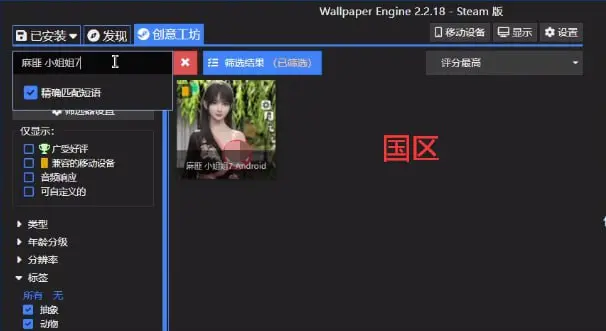 Wallpaper Engine 2.2.18 - Steam 版
已安装 发现 创意工坊
移动设备 显示 设置
麻匪 小姐姐7
筛选结果 (已筛选)
评分最高
精确匹配短语
筛选器设置
仅显示:
广受好评
兼容的移动设备
音频响应
可自定义的
麻匪 小姐姐7 Android
国区
类型
年龄分级
分辨率
标签
所有 无
抽象
动物